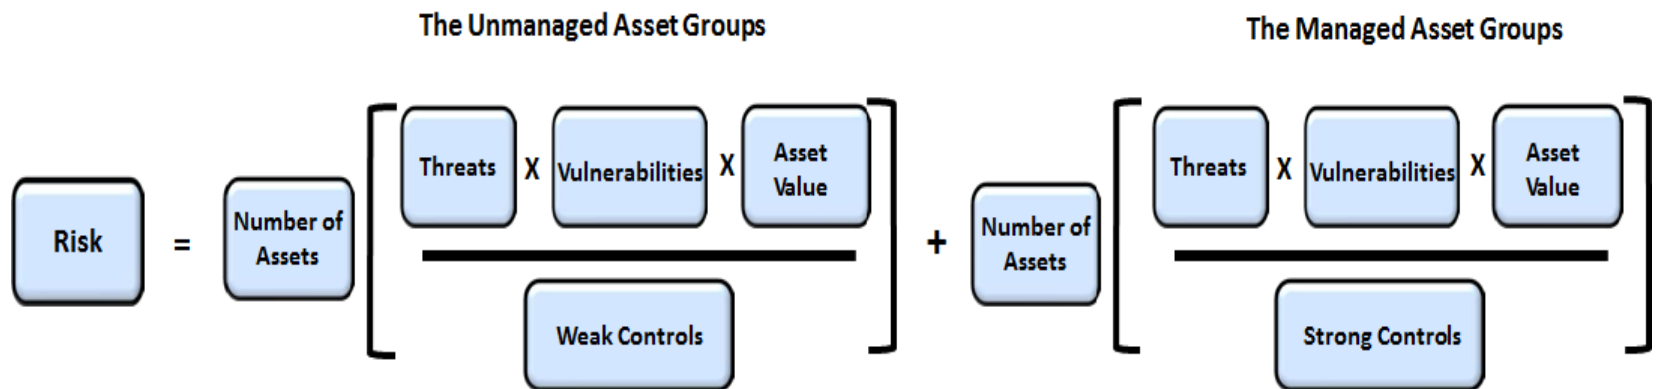 The Unmanaged Asset Groups
The Managed Asset Groups
Risk
=
Number of
Assets
Threats X Vulnerabilities X Asset
Value
Weak Controls
+
Number of
Assets
Threats X Vulnerabilities X Asset
Value
Strong Controls